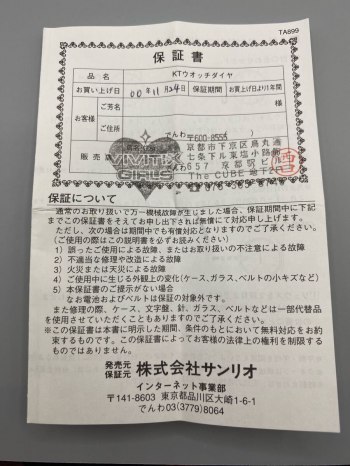 TA899
保証書
品名 KTウオッチダイヤ
お買い上げ日 00年11月24日 保証期間 お買い上げ日より1年間
お客様 ご芳名 様
ご住所
でんわ
販売店
〒600-8555
京都市下京区烏丸通
七条下ル東塩小路町
657 京都駅ビル
The CUBE 地下2F
VIVITIX
GIRLS
保証について
通常のお取り扱いで万一機械故障が生じました場合、保証期間中に下記
までこの保証書をそえてお申し出下されば無償にて対応申し上げます。
ただし、次の場合は期間中でも有償対応となりますのでご了承ください。
(ご使用の際はこの説明書を必ずお読みください)
1)誤ったご使用による故障、またはお取り扱いの不注意による故障
2)不適当な修理や改造による故障
3)火災または天災による故障
4)ご使用中に生じる外観上の変化(ケース、ガラス、ベルトの小キズなど)
5)本保証書のご提示がない場合
なお電池およびベルトは保証の対象外です。
また修理の際、ケース、文字盤、針、ガラス、ベルトなどは一部代替品
を使用させていただくこともありますのでご了承ください。
※この保証書は本書に明示した期間、条件のもとにおいて無料対応をお約
束するものです。この保証書によってお客様の法律上の権利を制限する
ものではありません。
発売元
保証元 株式会社サンリオ
インターネット事業部
〒141-8603 東京都品川区大崎1-6-1
でんわ03(3779)8064